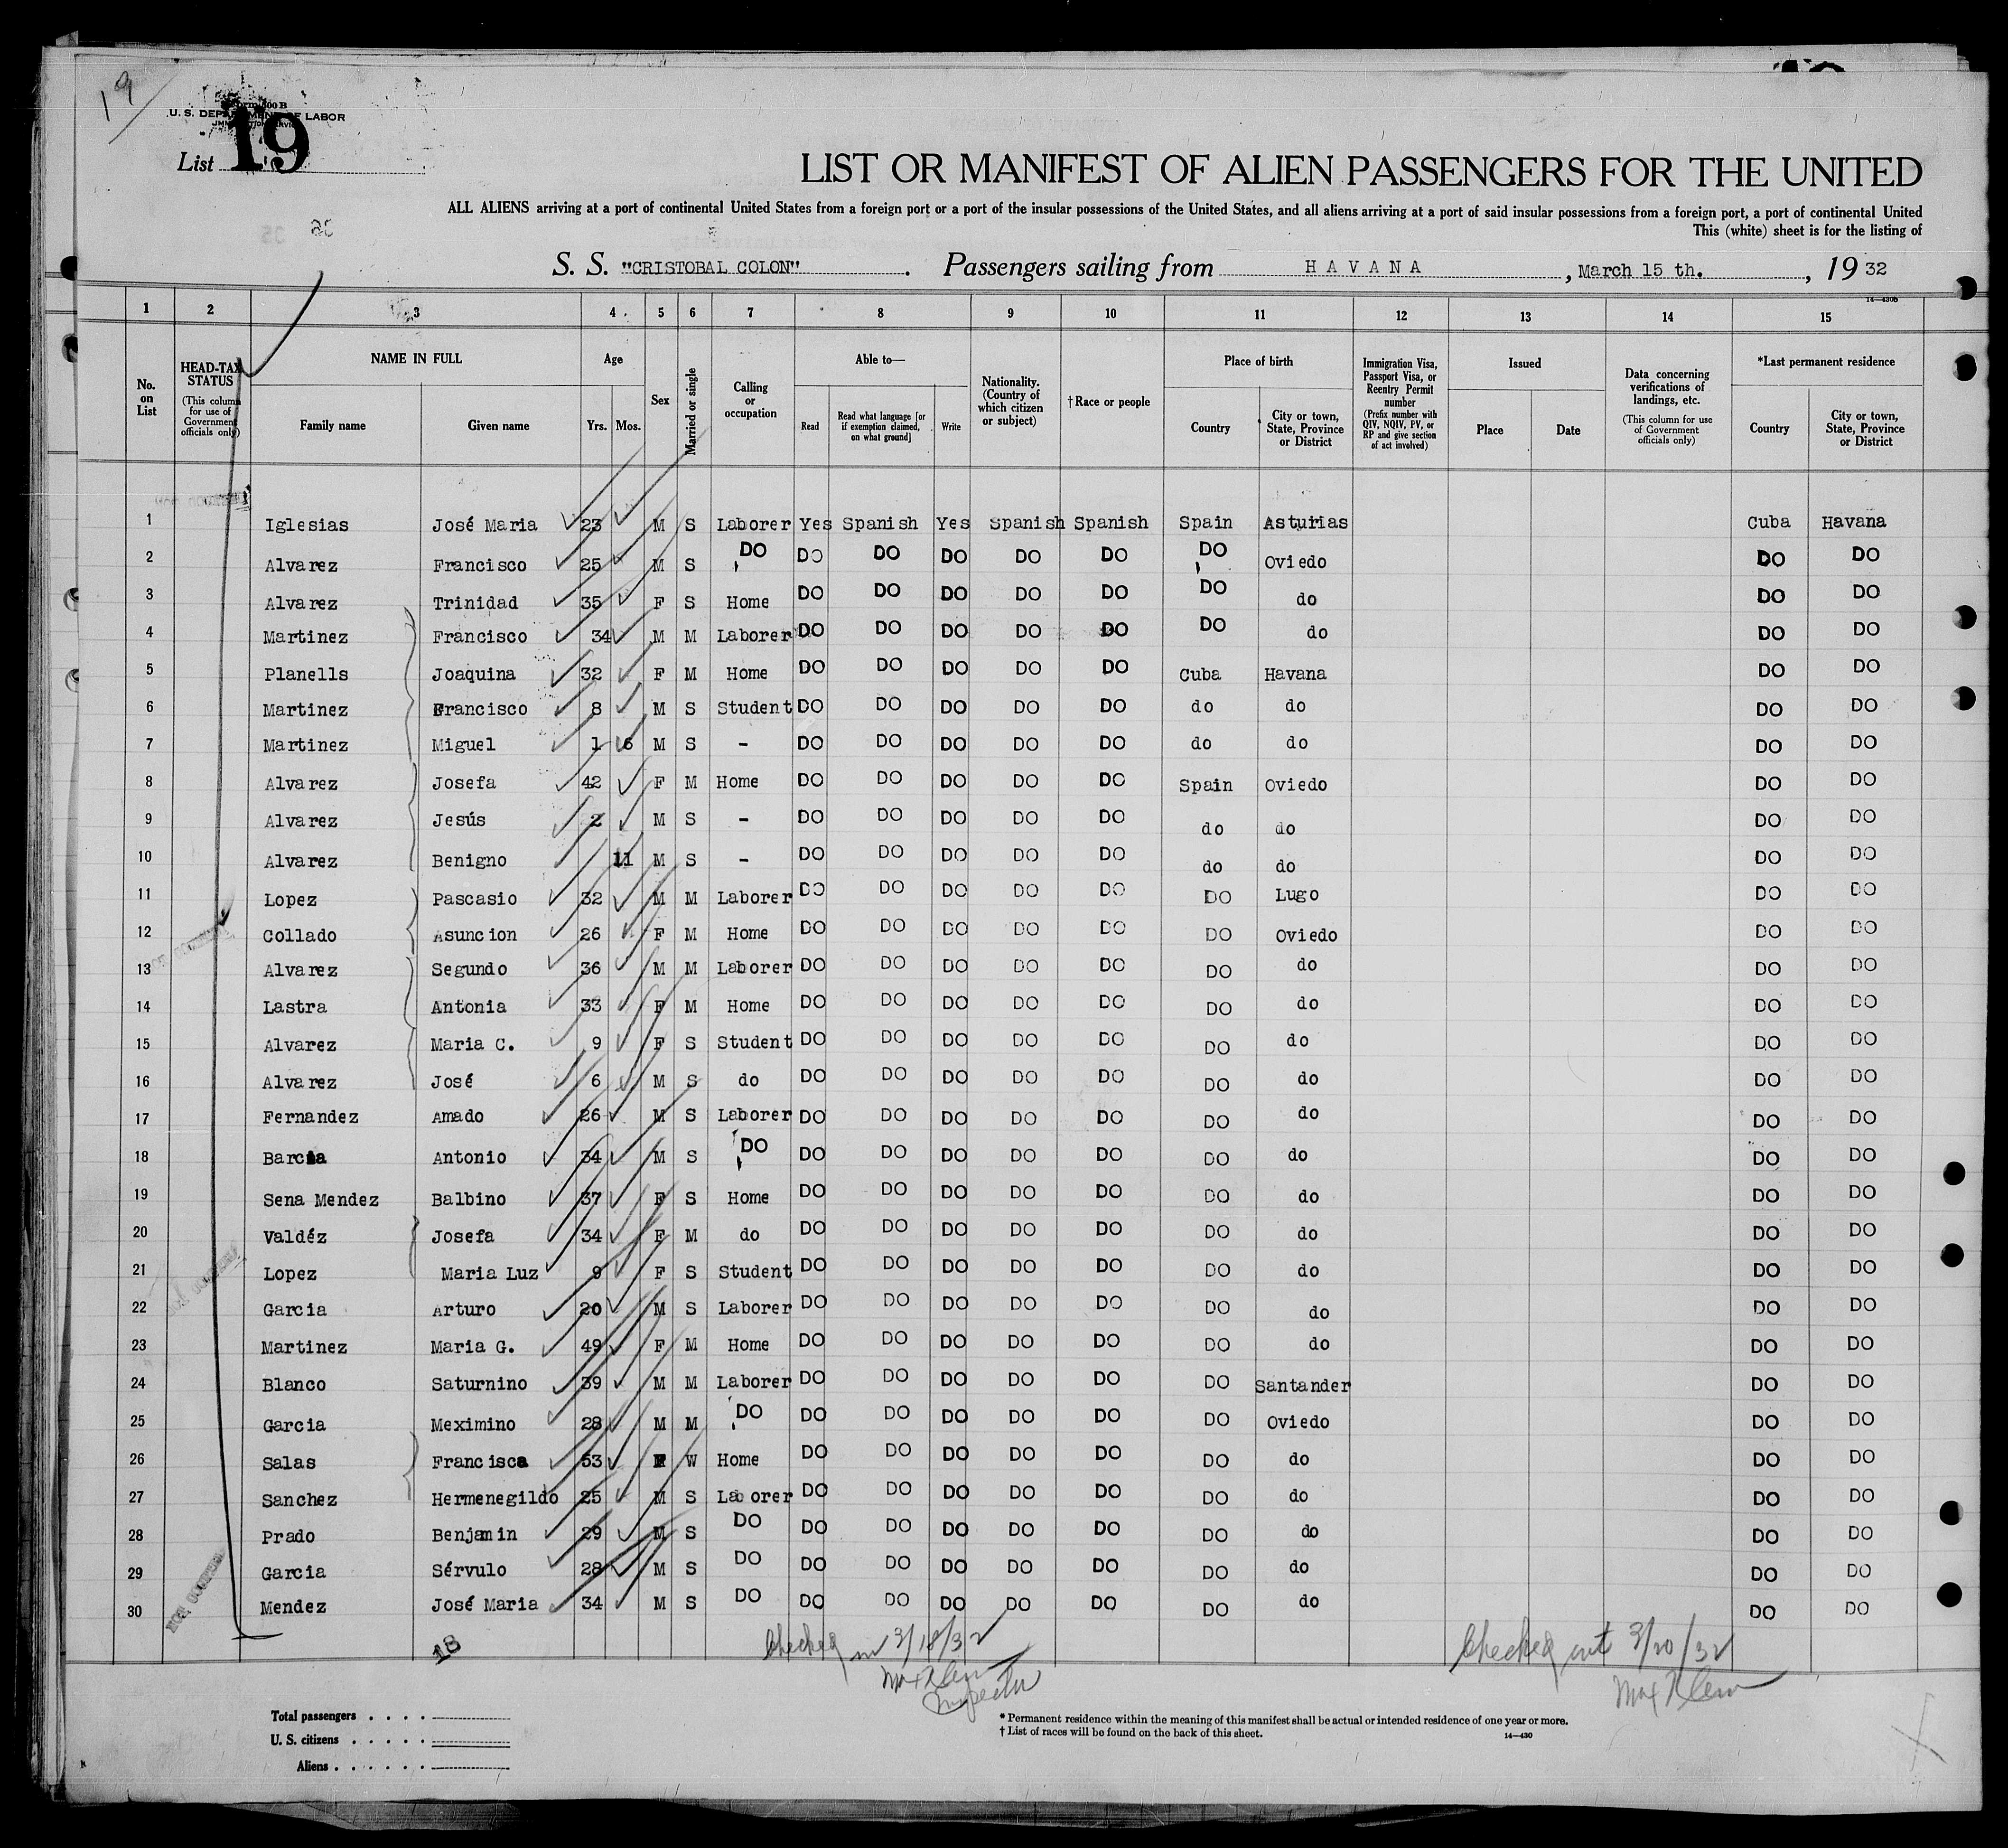 19
Form 500 B
U. S. DEPARTMENT OF LABOR
IMMIGRATION SERVICE
List 19
LIST OR MANIFEST OF ALIEN PASSENGERS FOR THE UNITED
ALL ALIENS arriving at a port of continental United States from a foreign port or a port of the insular possessions of the United States, and all aliens arriving at a port of said insular possessions from a foreign port, a port of continental United
This (white) sheet is for the listing of
S. S. "CRISTOBAL COLON". Passengers sailing from HAVANA, March 15 th., 19 32
14—430B
1 2 3 4 5 6 7 8 9 10 11 12 13 14 15
No. on List
HEAD-TAX STATUS (This column for use of Government officials only)
NAME IN FULL Family name Given name
Age Yrs. Mos.
Sex
Married or single
Calling or occupation
Able to— Read Read what language [or if exemption claimed, on what ground] Write
Nationality. (Country of which citizen or subject)
† Race or people
Place of birth Country City or town, State, Province or District
Immigration Visa, Passport Visa, or Reentry Permit number (Prefix number with QIV, NQIV, PV, or RP and give section of act involved)
Issued Place Date
Data concerning verifications of landings, etc. (This column for use of Government officials only)
*Last permanent residence Country City or town, State, Province or District
1 Iglesias José Maria 23 M S Laborer Yes Spanish Yes Spanish Spanish Spain Asturias Cuba Havana
2 Alvarez Francisco 25 M S DO DO DO DO DO DO DO Oviedo DO DO
3 Alvarez Trinidad 35 F S Home DO DO DO DO DO DO do DO DO
4 Martinez Francisco 34 M M Laborer DO DO DO DO DO DO do DO DO
5 Planells Joaquina 32 F M Home DO DO DO DO DO Cuba Havana DO DO
6 Martinez Francisco 8 M S Student DO DO DO DO DO do do DO DO
7 Martinez Miguel 1 6 M S - DO DO DO DO DO do do DO DO
8 Alvarez Josefa 42 F M Home DO DO DO DO DO Spain Oviedo DO DO
9 Alvarez Jesús 2 M S - DO DO DO DO DO do do DO DO
10 Alvarez Benigno 11 M S - DO DO DO DO DO do do DO DO
11 Lopez Pascasio 32 M M Laborer DO DO DO DO DO DO Lugo DO DO
12 Collado Asuncion 26 F M Home DO DO DO DO DO DO Oviedo DO DO
13 Alvarez Segundo 36 M M Laborer DO DO DO DO DO DO do DO DO
14 Lastra Antonia 33 F M Home DO DO DO DO DO DO do DO DO
15 Alvarez Maria C. 9 F S Student DO DO DO DO DO DO do DO DO
16 Alvarez José 6 M S do DO DO DO DO DO DO do DO DO
17 Fernandez Amado 26 M S Laborer DO DO DO DO DO DO do DO DO
18 Barcia Antonio 34 M S DO DO DO DO DO DO DO do DO DO
19 Sena Mendez Balbino 37 F S Home DO DO DO DO DO DO do DO DO
20 Valdéz Josefa 34 F M do DO DO DO DO DO DO do DO DO
21 Lopez Maria Luz 9 F S Student DO DO DO DO DO DO do DO DO
22 Garcia Arturo 20 M S Laborer DO DO DO DO DO DO do DO DO
23 Martinez Maria G. 49 F M Home DO DO DO DO DO DO do DO DO
24 Blanco Saturnino 39 M M Laborer DO DO DO DO DO DO Santander DO DO
25 Garcia Meximino 28 M M DO DO DO DO DO DO DO Oviedo DO DO
26 Salas Francisca 53 F W Home DO DO DO DO DO DO do DO DO
27 Sanchez Hermenegildo 25 M S Laborer DO DO DO DO DO DO do DO DO
28 Prado Benjamin 29 M S DO DO DO DO DO DO DO do DO DO
29 Garcia Sérvulo 28 M S DO DO DO DO DO DO DO do DO DO
30 Mendez José Maria 34 M S DO DO DO DO DO DO DO do DO DO
18
Checked in 3/18/32
Max Klein
Inspector
Checked out 3/20/32
Max Klein
Total passengers
U. S. citizens
Aliens
* Permanent residence within the meaning of this manifest shall be actual or intended residence of one year or more.
† List of races will be found on the back of this sheet.
14—430